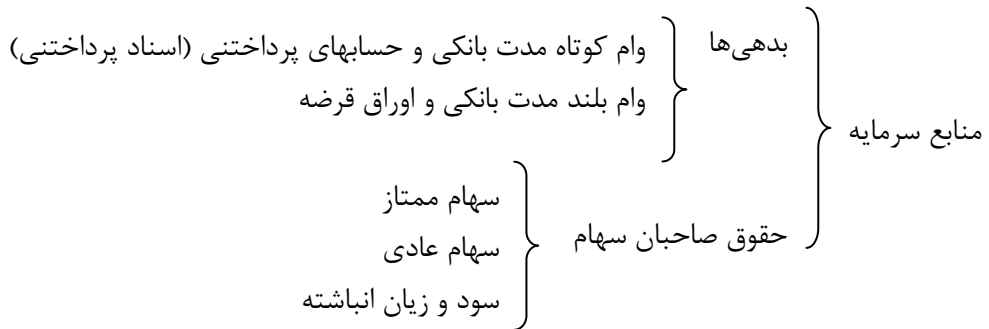 منابع سرمایه
بدهی‌ها
وام کوتاه مدت بانکی و حسابهای پرداختنی (اسناد پرداختنی)
وام بلند مدت بانکی و اوراق قرضه
حقوق صاحبان سهام
سهام ممتاز
سهام عادی
سود و زیان انباشته